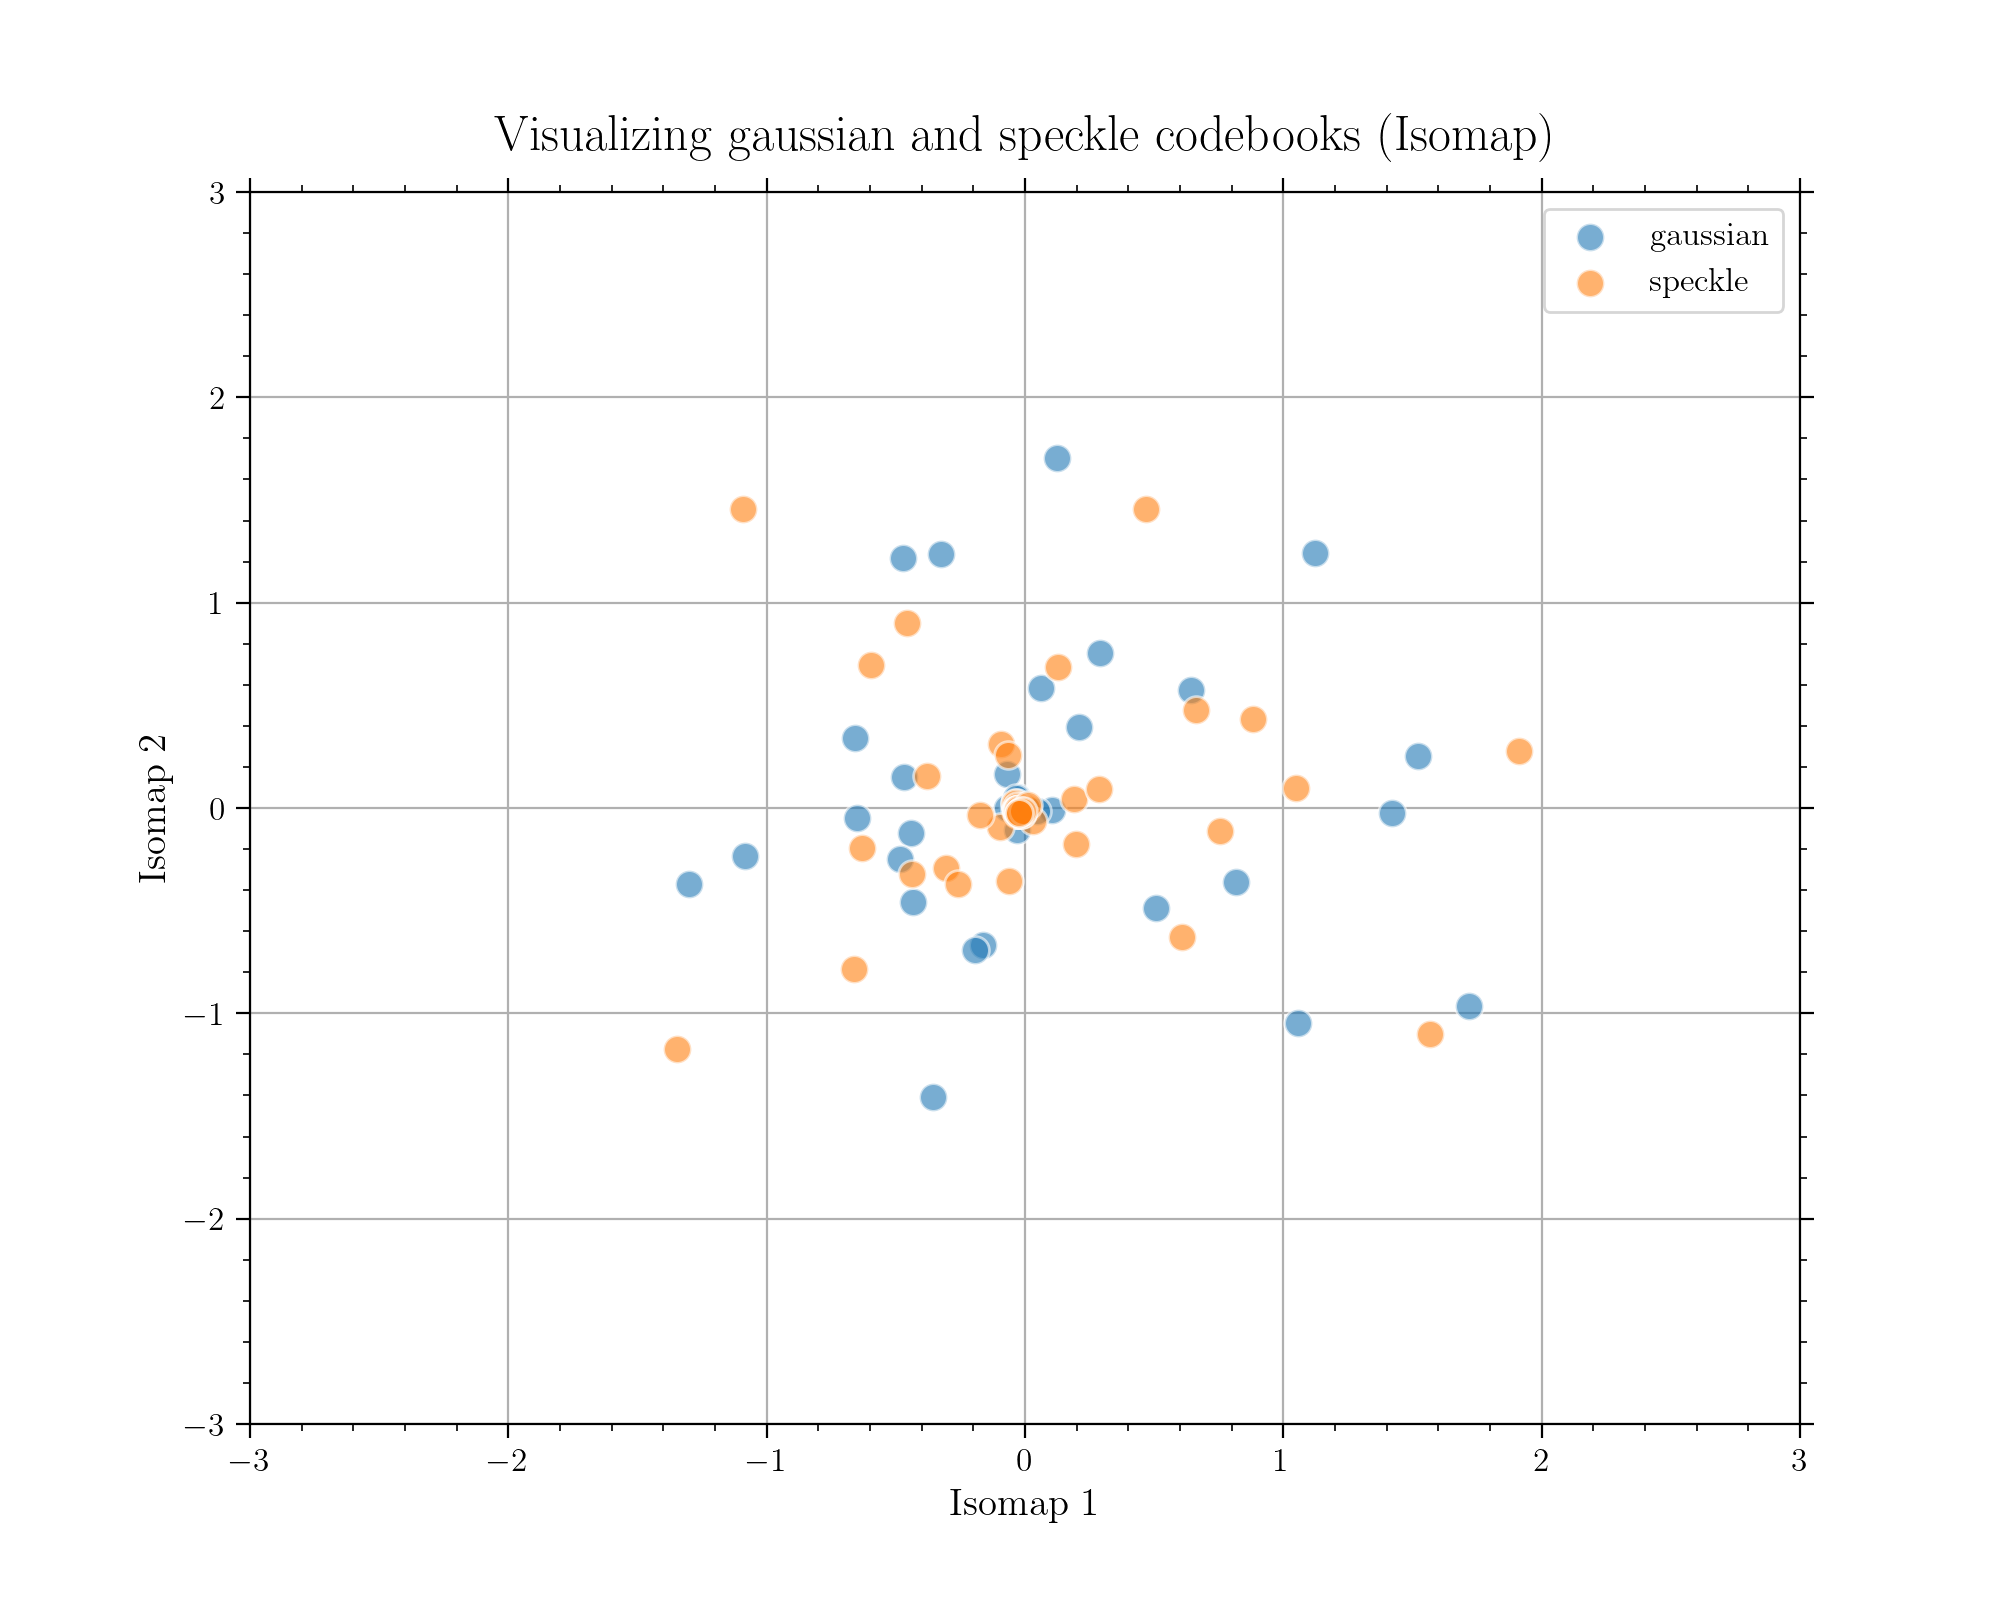 Visualizing gaussian and speckle codebooks (Isomap)
gaussian
speckle
3
2
1
0
−1
−2
−3
Isomap 2
−3
−2
−1
0
1
2
3
Isomap 1